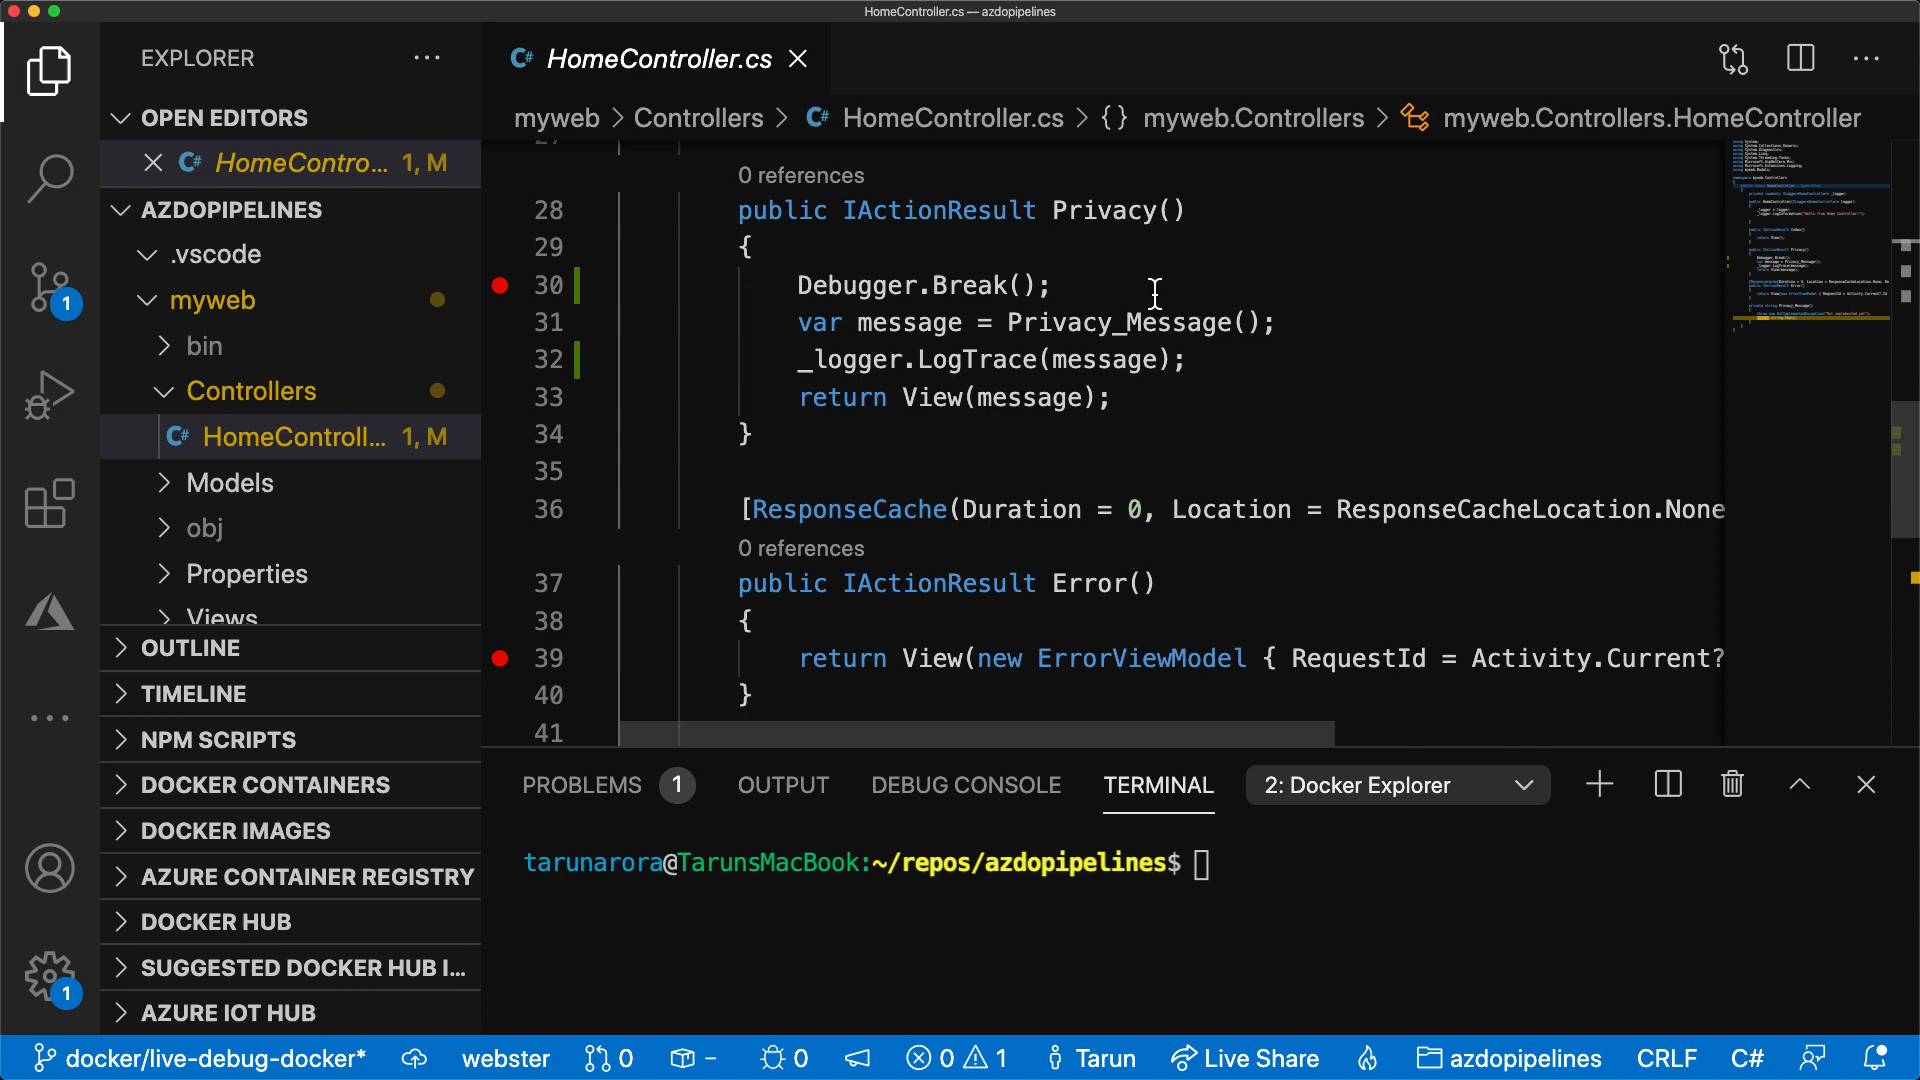 HomeController.cs — azdopipelines
EXPLORER
OPEN EDITORS
HomeContro... 1, M
AZDOPIPELINES
.vscode
myweb
bin
Controllers
HomeControll... 1, M
Models
obj
Properties
Views
OUTLINE
TIMELINE
NPM SCRIPTS
DOCKER CONTAINERS
DOCKER IMAGES
AZURE CONTAINER REGISTRY
DOCKER HUB
SUGGESTED DOCKER HUB I...
AZURE IOT HUB
1
1
HomeController.cs
myweb > Controllers > HomeController.cs > {} myweb.Controllers > myweb.Controllers.HomeController
0 references
28 public IActionResult Privacy()
29 {
30 Debugger.Break();
31 var message = Privacy_Message();
32 _logger.LogTrace(message);
33 return View(message);
34 }
35
36 [ResponseCache(Duration = 0, Location = ResponseCacheLocation.None
0 references
37 public IActionResult Error()
38 {
39 return View(new ErrorViewModel { RequestId = Activity.Current?
40 }
41
PROBLEMS 1 OUTPUT DEBUG CONSOLE TERMINAL 2: Docker Explorer
tarunarora@TarunsMacBook:~/repos/azdopipelines$
docker/live-debug-docker* webster 0 – 0 0 1 Tarun Live Share azdopipelines CRLF C#